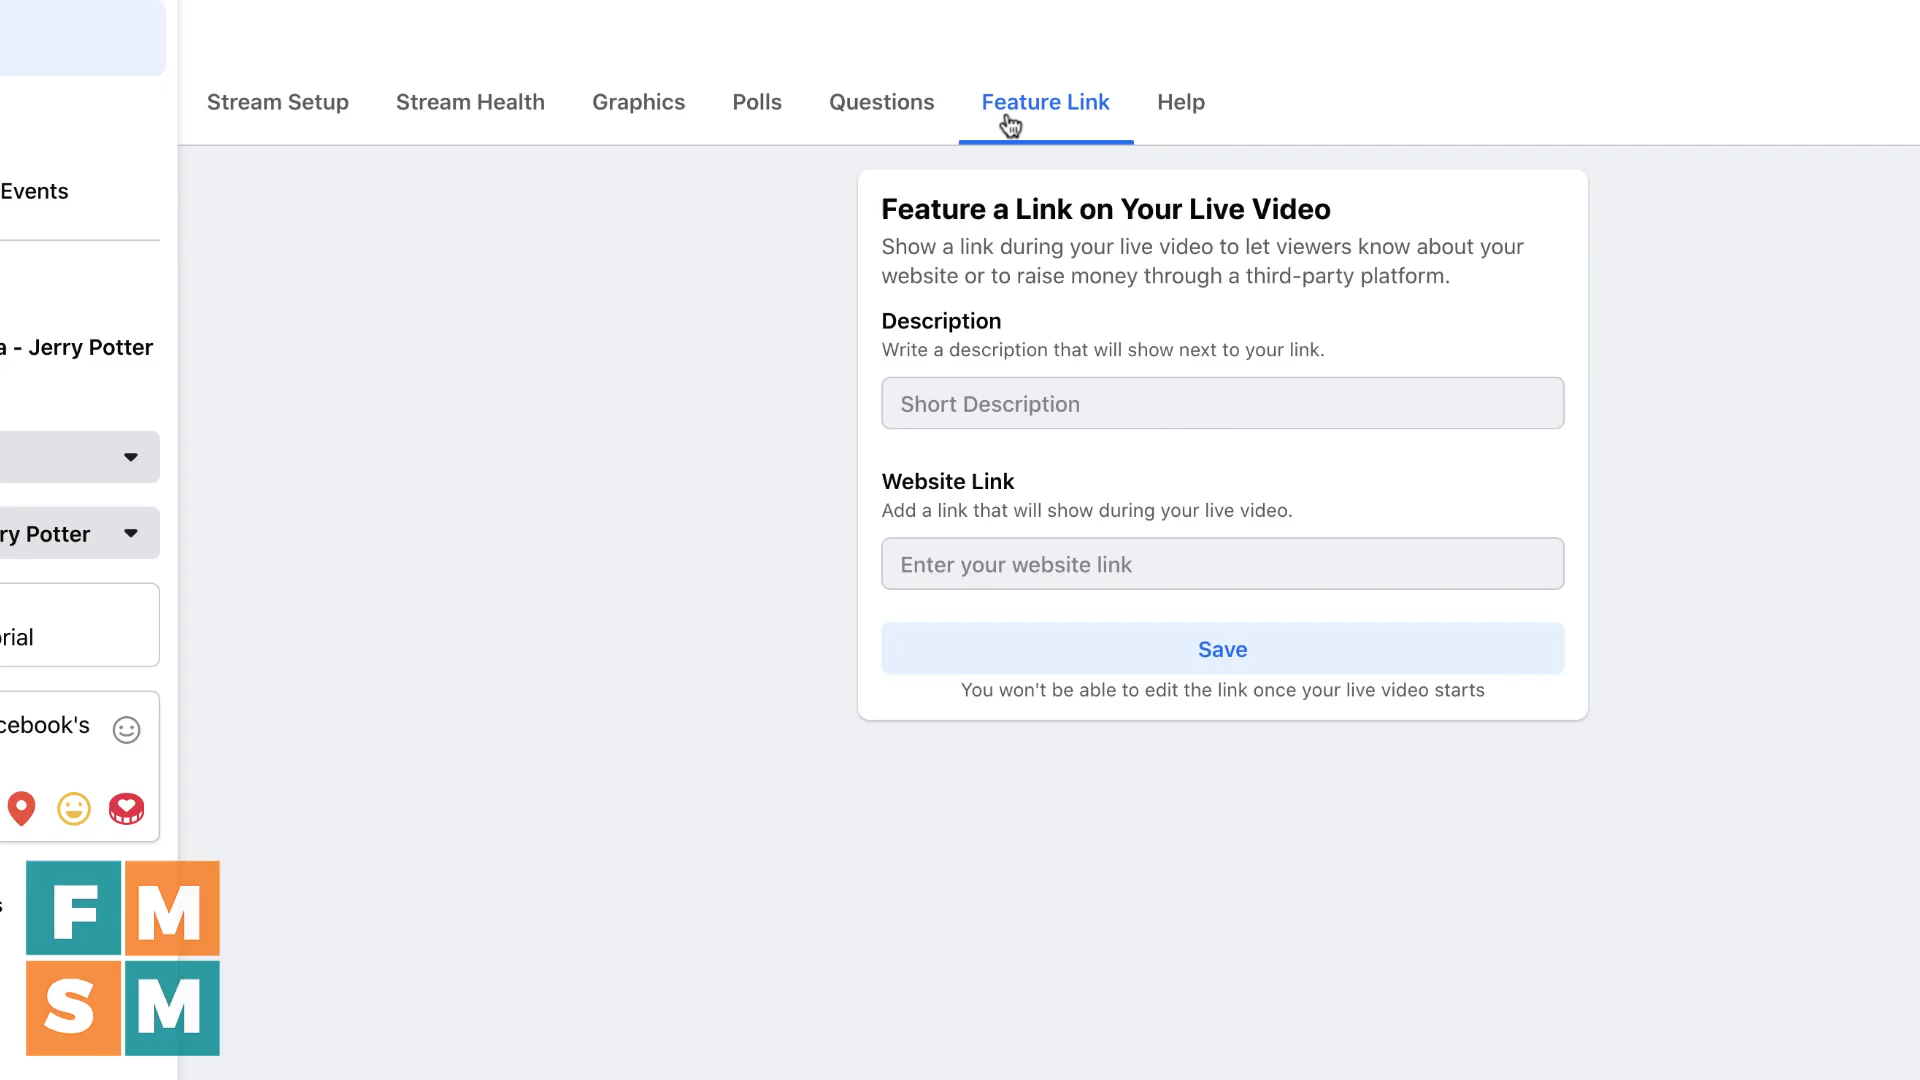 Stream Setup Stream Health Graphics Polls Questions Feature Link Help
Events
a - Jerry Potter
ry Potter
orial
cebook's
s
Feature a Link on Your Live Video
Show a link during your live video to let viewers know about your
website or to raise money through a third-party platform.
Description
Write a description that will show next to your link.
Short Description
Website Link
Add a link that will show during your live video.
Enter your website link
Save
You won't be able to edit the link once your live video starts
F M
S M